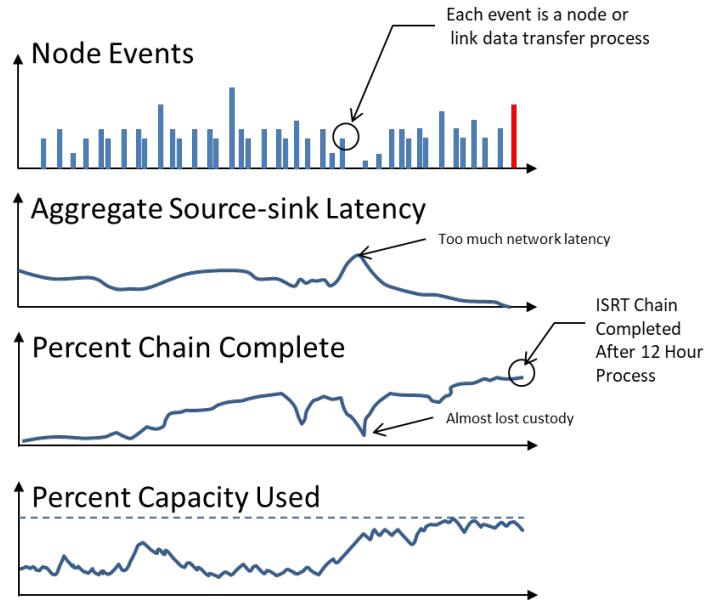 Each event is a node or
link data transfer process
Node Events
Aggregate Source-sink Latency
Too much network latency
ISRT Chain
Completed
After 12 Hour
Process
Percent Chain Complete
Almost lost custody
Percent Capacity Used